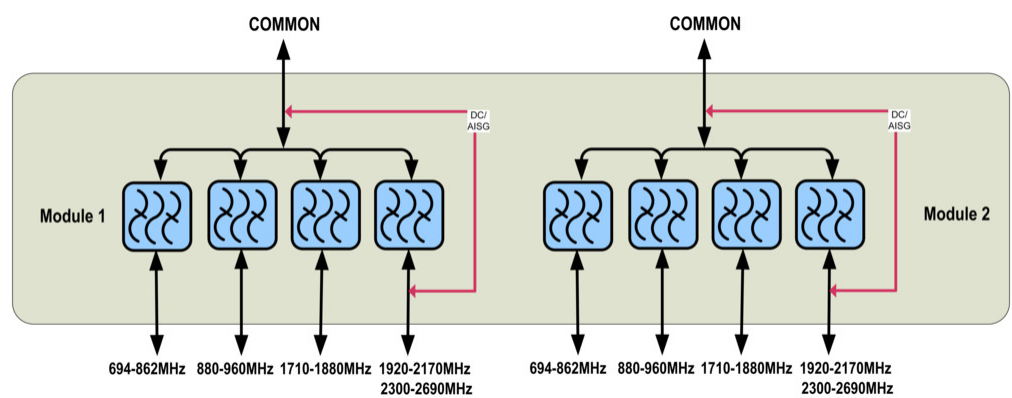 COMMON
COMMON
DC/
AISG
DC/
AISG
Module 1
Module 2
694-862MHz 880-960MHz 1710-1880MHz 1920-2170MHz
2300-2690MHz
694-862MHz 880-960MHz 1710-1880MHz 1920-2170MHz
2300-2690MHz